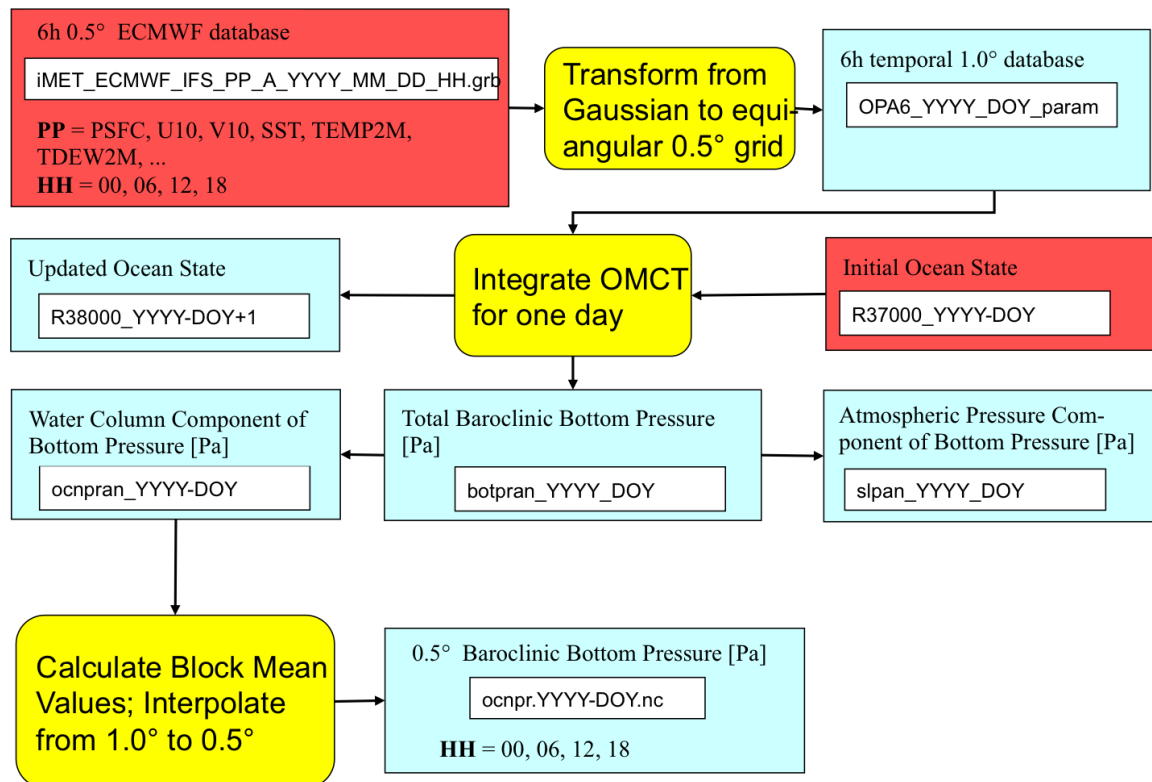 6h 0.5° ECMWF database
iMET_ECMWF_IFS_PP_A_YYYY_MM_DD_HH.grb
PP = PSFC, U10, V10, SST, TEMP2M,
TDEW2M, ...
HH = 00, 06, 12, 18
Transform from
Gaussian to equi-
angular 0.5° grid
6h temporal 1.0° database
OPA6_YYYY_DOY_param
Updated Ocean State
R38000_YYYY-DOY+1
Integrate OMCT
for one day
Initial Ocean State
R37000_YYYY-DOY
Water Column Component of
Bottom Pressure [Pa]
ocnpran_YYYY-DOY
Total Baroclinic Bottom Pressure
[Pa]
botpran_YYYY_DOY
Atmospheric Pressure Com-
ponent of Bottom Pressure [Pa]
slpan_YYYY_DOY
Calculate Block Mean
Values; Interpolate
from 1.0° to 0.5°
0.5° Baroclinic Bottom Pressure [Pa]
ocnpr.YYYY-DOY.nc
HH = 00, 06, 12, 18